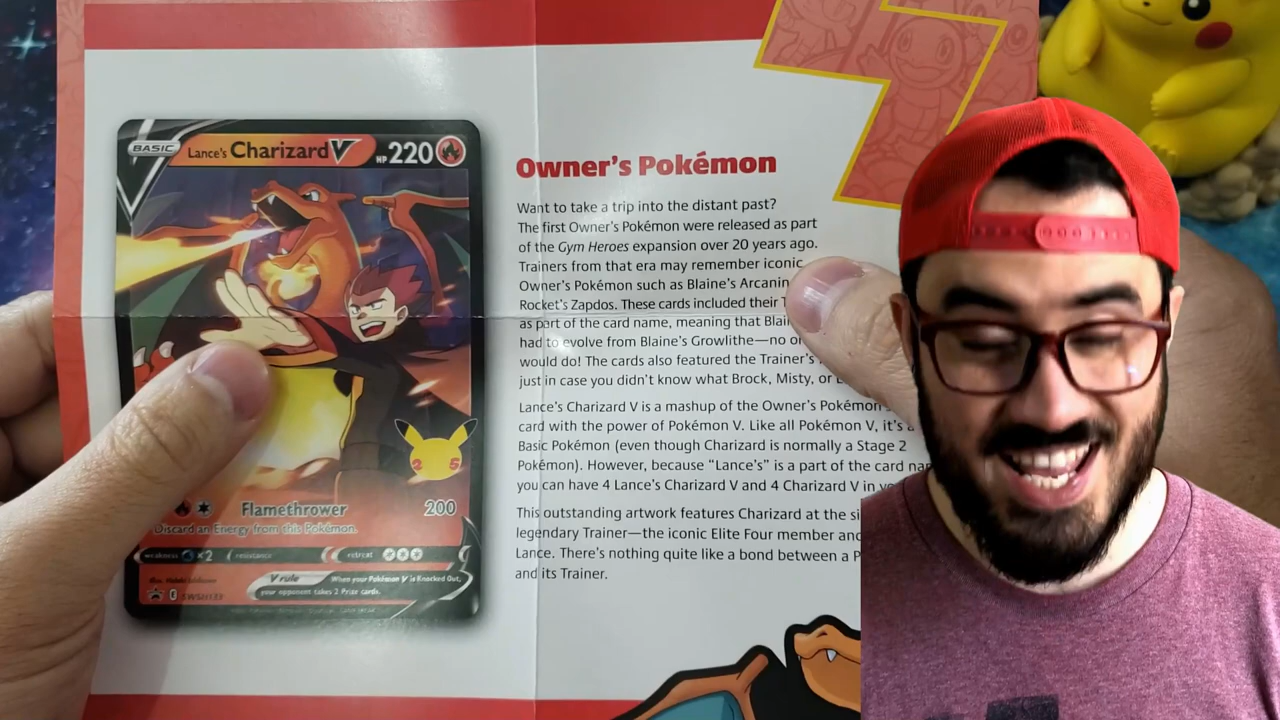 BASIC Lance's Charizard V HP 220
Flamethrower 200
Discard an Energy from this Pokémon.
weakness ×2 resistance retreat
V rule When your Pokémon V is Knocked Out,
your opponent takes 2 Prize cards.
2 5
Owner's Pokémon
Want to take a trip into the distant past?
The first Owner's Pokémon were released as part
of the Gym Heroes expansion over 20 years ago.
Trainers from that era may remember iconic
Owner's Pokémon such as Blaine's
Rocket's Zapdos. These cards included their
as part of the card name, meaning that
had to evolve from Blaine's Growlithe—no
would do! The cards also featured the Trainer's
just in case you didn't know what Brock, Misty, or
Lance's Charizard V is a mashup of the Owner's Pokémon
card with the power of Pokémon V. Like all Pokémon V, it's a
Basic Pokémon (even though Charizard is normally a Stage 2
Pokémon). However, because “Lance's” is a part of the card
you can have 4 Lance's Charizard V and 4 Charizard V in
This outstanding artwork features Charizard at the
legendary Trainer—the iconic Elite Four member
Lance. There's nothing quite like a bond between a
and its Trainer.